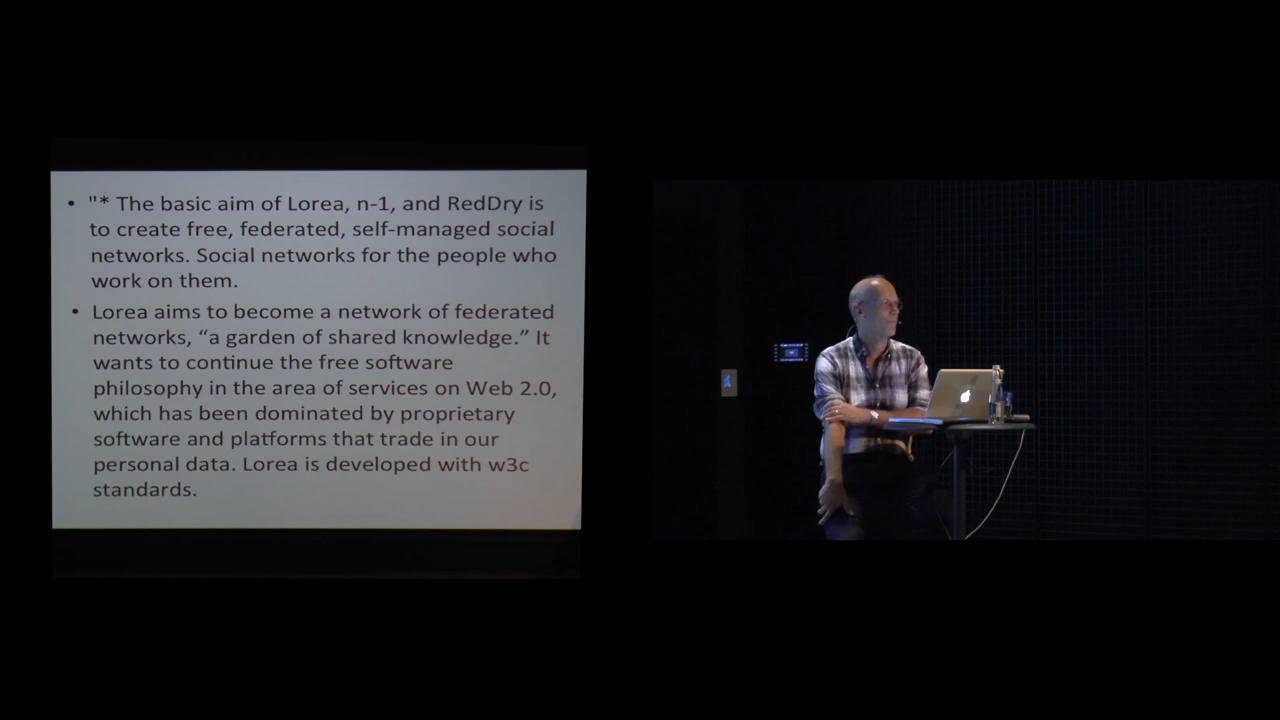 • "* The basic aim of Lorea, n-1, and RedDry is
to create free, federated, self-managed social
networks. Social networks for the people who
work on them.
• Lorea aims to become a network of federated
networks, “a garden of shared knowledge.” It
wants to continue the free software
philosophy in the area of services on Web 2.0,
which has been dominated by proprietary
software and platforms that trade in our
personal data. Lorea is developed with w3c
standards.